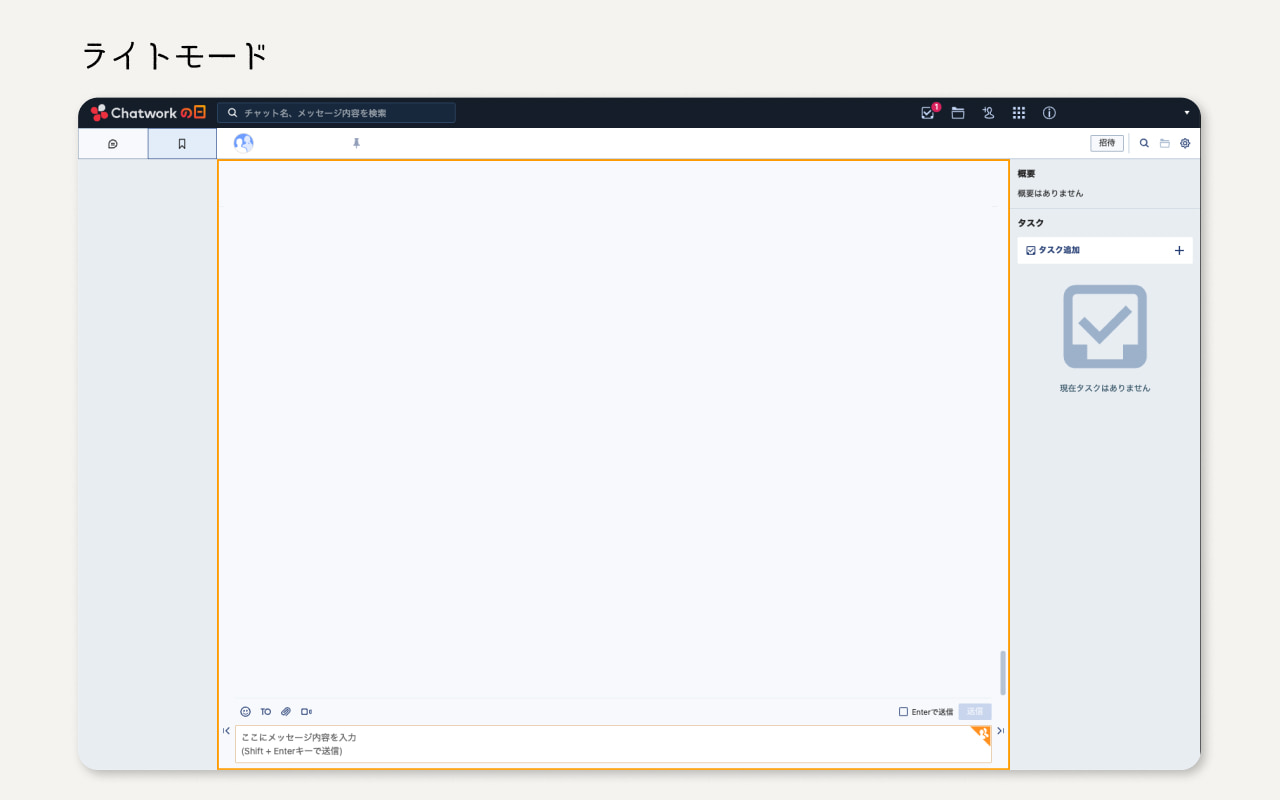 ライトモード
Chatwork の日
チャット名、メッセージ内容を検索
1
招待
概要
概要はありません
タスク
タスク追加
現在タスクはありません
TO
Enterで送信
送信
ここにメッセージ内容を入力
(Shift + Enterキーで送信)